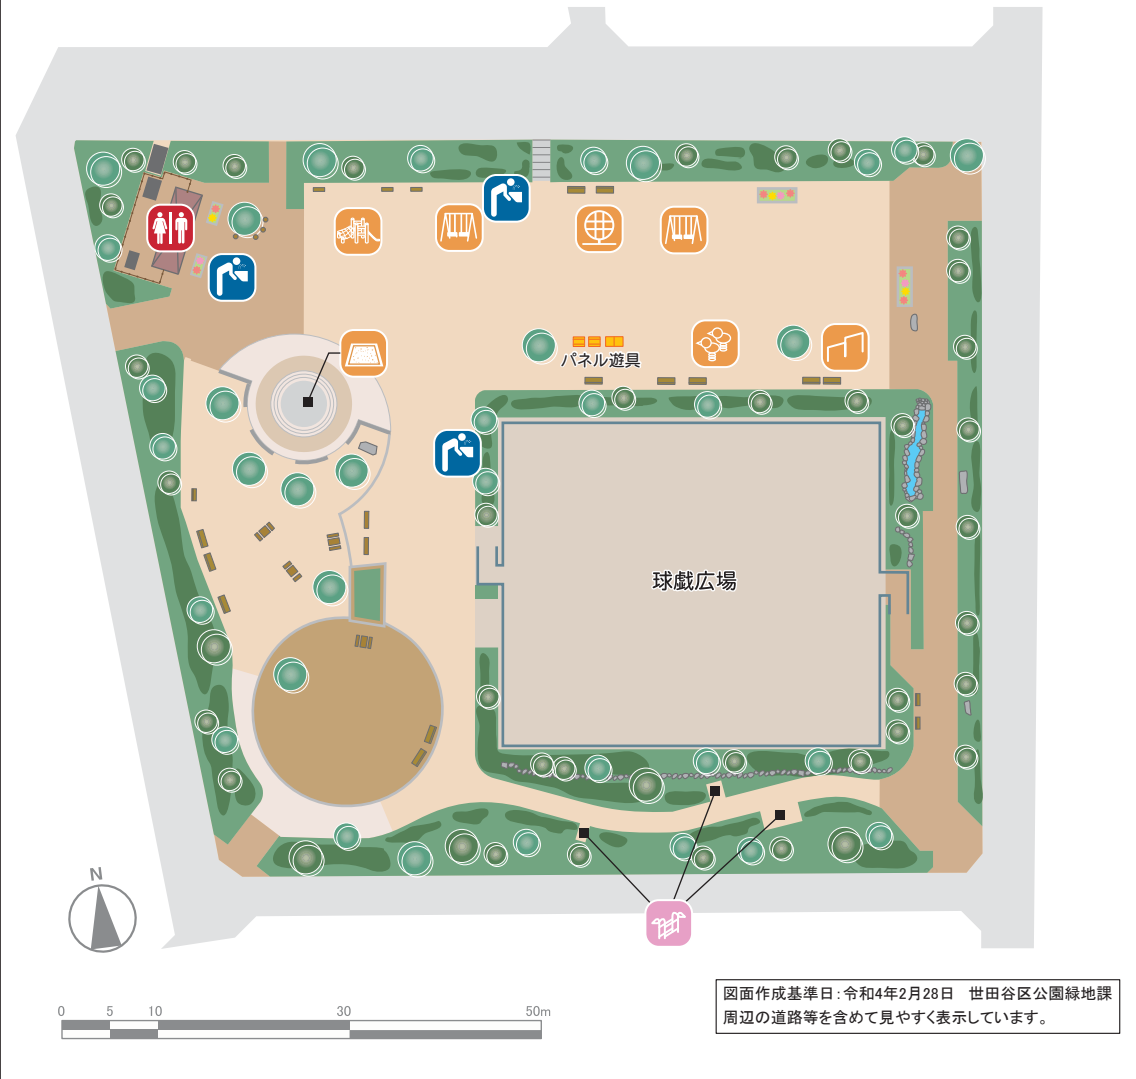 パネル遊具
球戯広場
N
0 5 10 30 50m
図面作成基準日：令和4年2月28日　世田谷区公園緑地課
周辺の道路等を含めて見やすく表示しています。